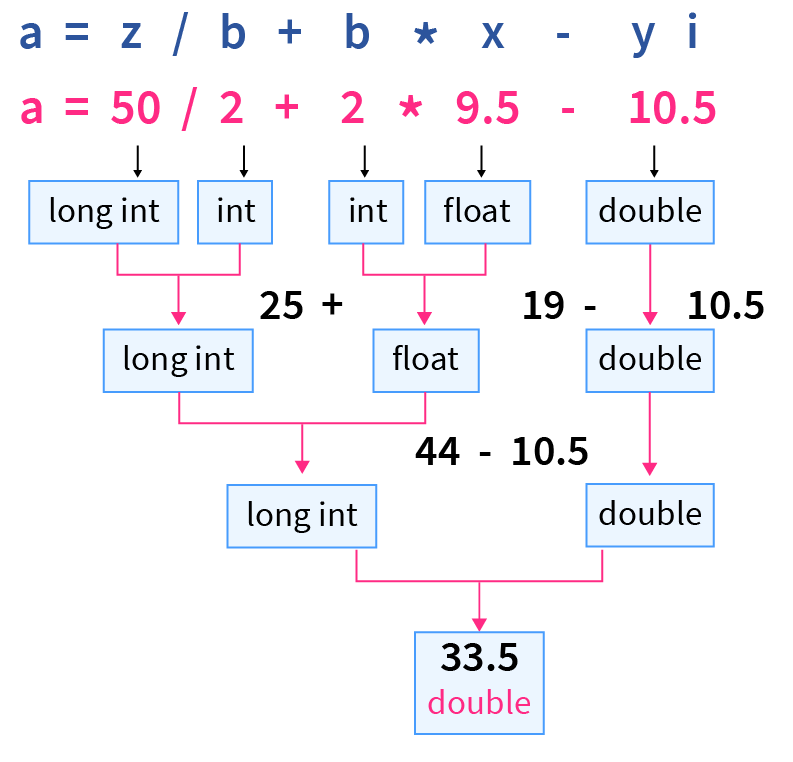 a = z / b + b * x - y i
a = 50 / 2 + 2 * 9.5 - 10.5
long int int int float double
25 + 19 - 10.5
long int float double
44 - 10.5
long int double
33.5
double